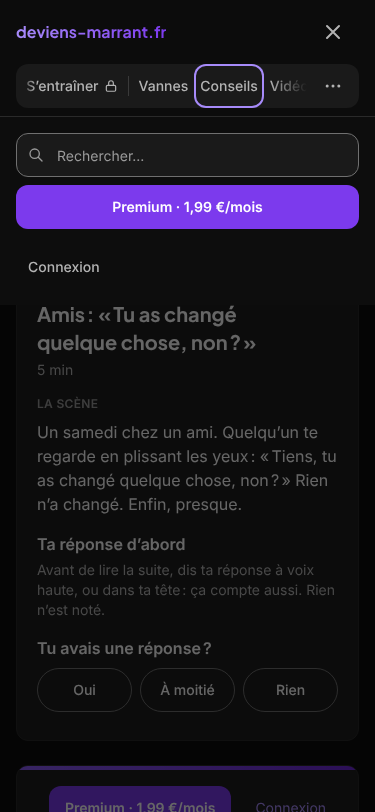 deviens-marrant.fr
S'entraîner Vannes Conseils Vidéo
Rechercher...
Premium · 1,99 €/mois
Connexion
Amis : « Tu as changé
quelque chose, non ? »
5 min
LA SCÈNE
Un samedi chez un ami. Quelqu'un te
regarde en plissant les yeux : « Tiens, tu
as changé quelque chose, non ? » Rien
n'a changé. Enfin, presque.
Ta réponse d'abord
Avant de lire la suite, dis ta réponse à voix
haute, ou dans ta tête : ça compte aussi. Rien
n'est noté.
Tu avais une réponse ?
Oui À moitié Rien
Premium · 1,99 €/mois Connexion